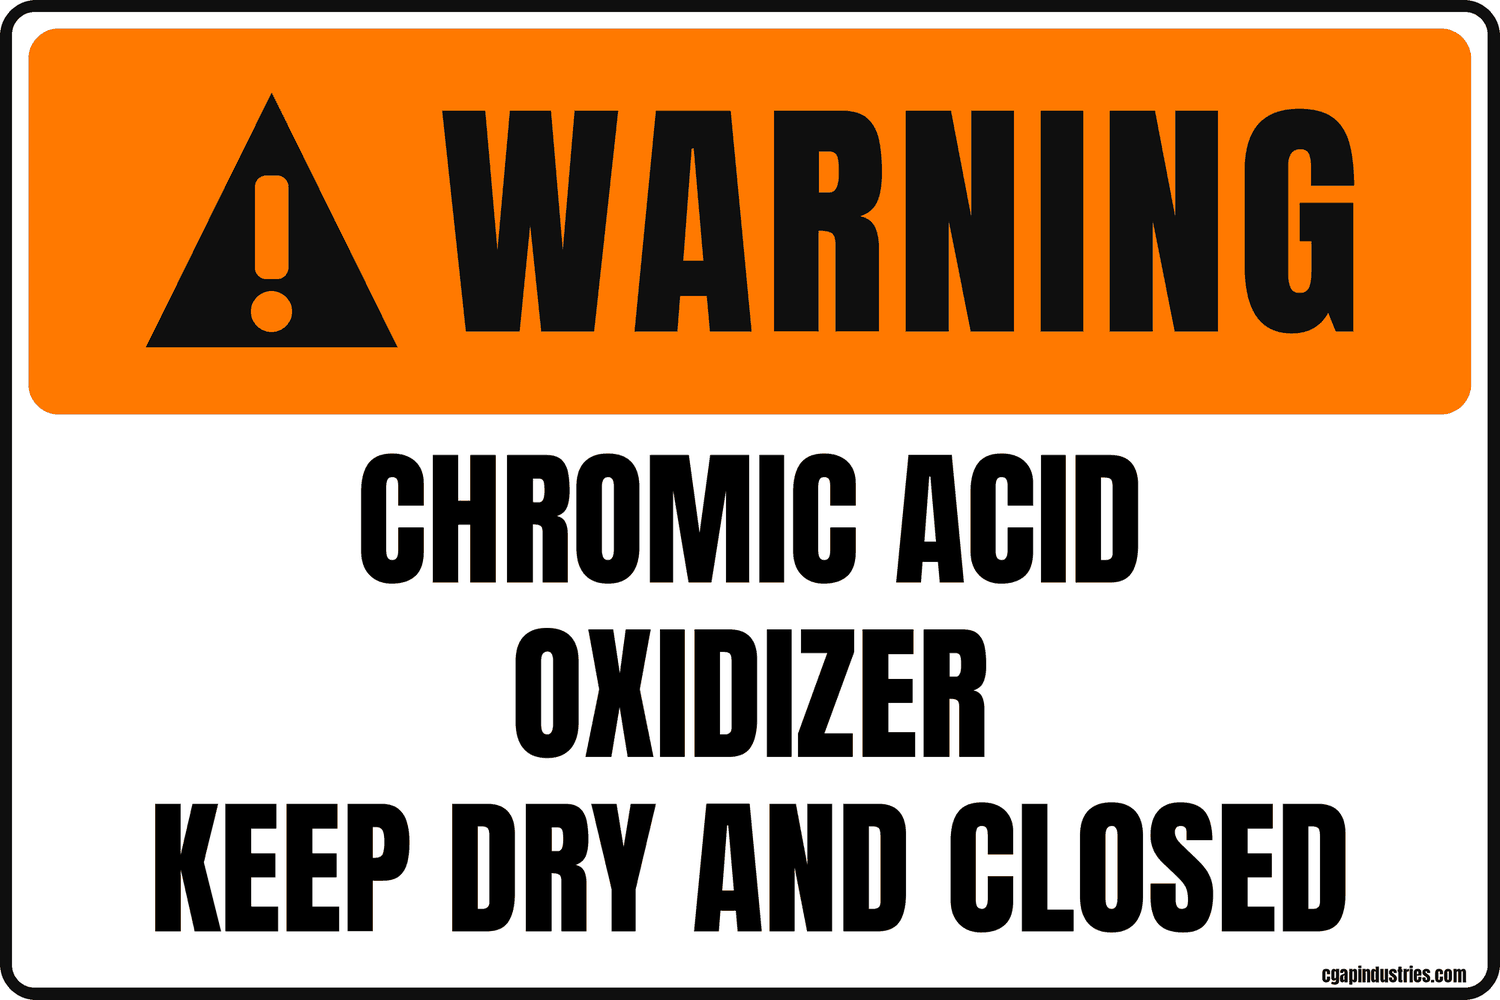 WARNING
CHROMIC ACID
OXIDIZER
KEEP DRY AND CLOSED
cgapindustries.com